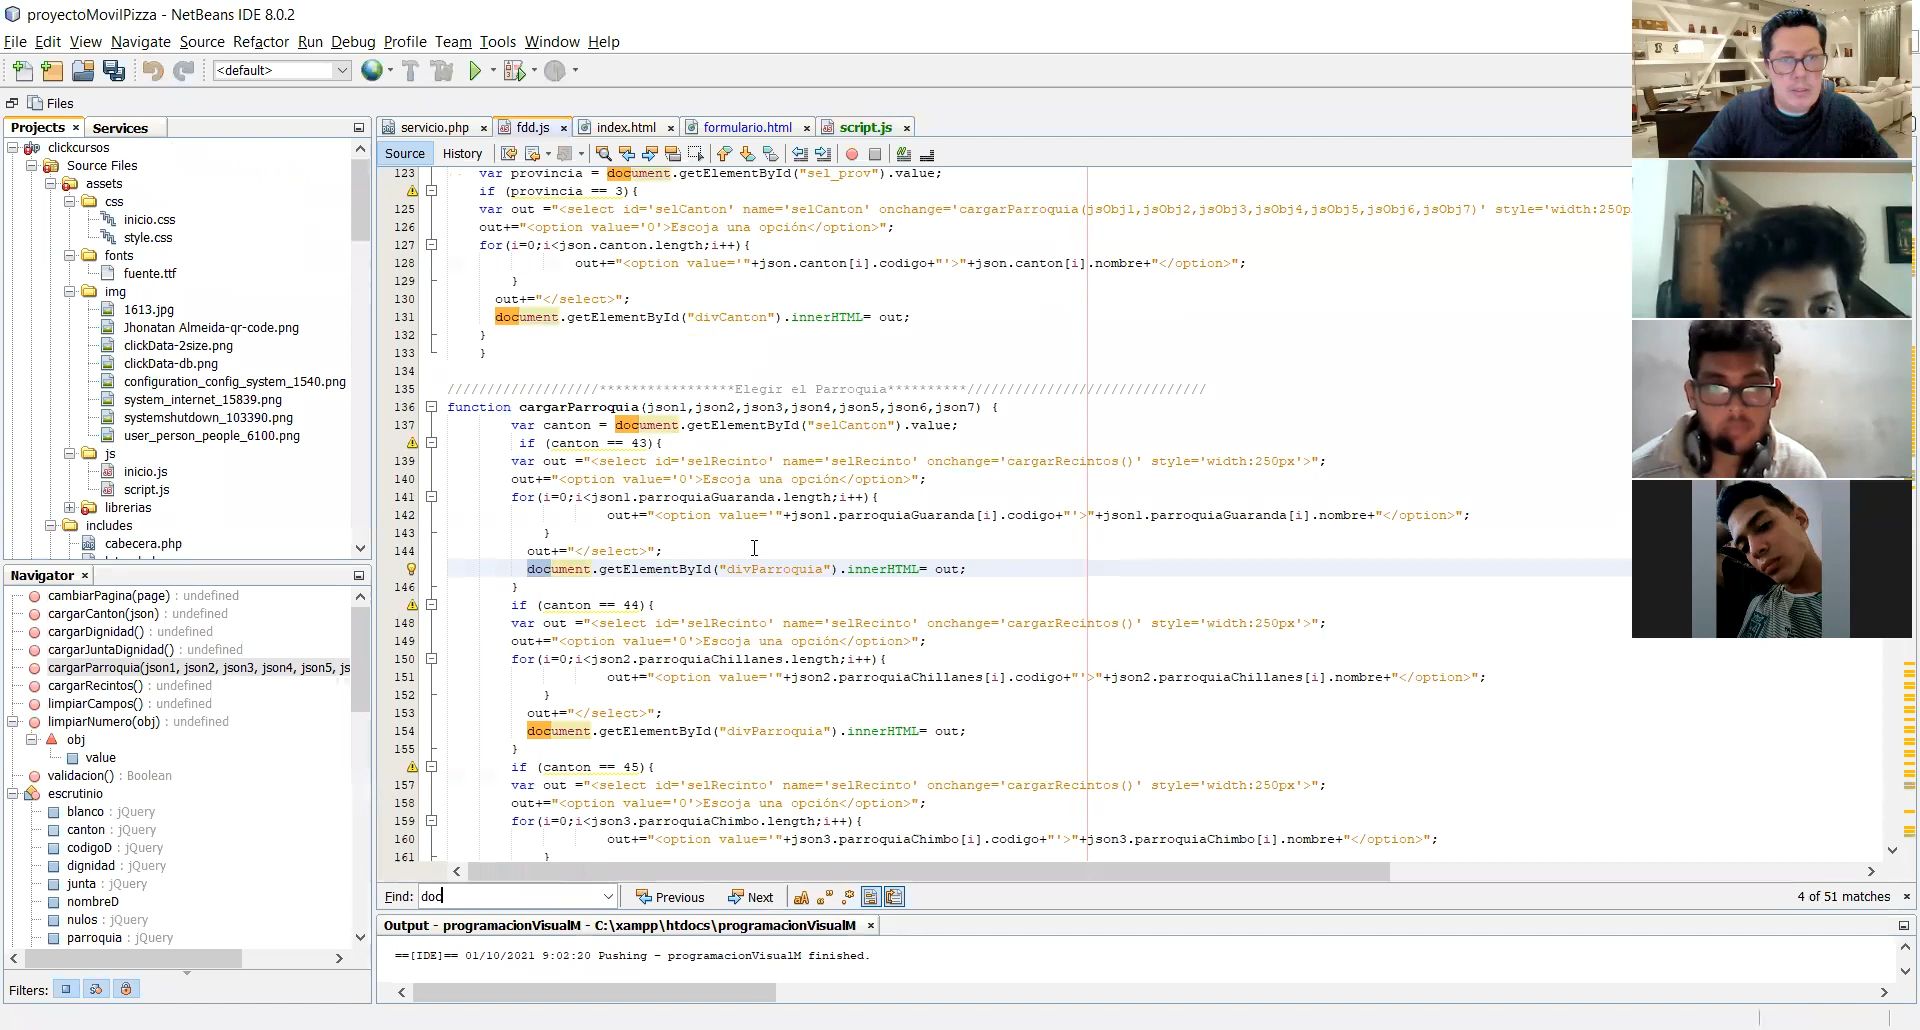 proyectoMovilPizza - NetBeans IDE 8.0.2
File Edit View Navigate Source Refactor Run Debug Profile Team Tools Window Help
<default>
Files
Projects Services
clickcursos
Source Files
assets
css
inicio.css
style.css
fonts
fuente.ttf
img
1613.jpg
Jhonatan Almeida-qr-code.png
clickData-2size.png
clickData-db.png
configuration_config_system_1540.png
system_internet_15839.png
systemshutdown_103390.png
user_person_people_6100.png
js
inicio.js
script.js
librerias
includes
cabecera.php
Navigator
cambiarPagina(page) : undefined
cargarCanton(json) : undefined
cargarDignidad() : undefined
cargarJuntaDignidad() : undefined
cargarParroquia(json1, json2, json3, json4, json5, js
cargarRecintos() : undefined
limpiarCampos() : undefined
limpiarNumero(obj) : undefined
obj
value
validacion() : Boolean
escrutinio
blanco : jQuery
canton : jQuery
codigoD : jQuery
dignidad : jQuery
junta : jQuery
nombreD
nulos : jQuery
parroquia : jQuery
Filters:
servicio.php fdd.js index.html formulario.html script.js
Source History
123 var provincia = document.getElementById("sel_prov").value;
if (provincia == 3){
125 var out ="<select id='selCanton' name='selCanton' onchange='cargarParroquia(jsObj1,jsObj2,jsObj3,jsObj4,jsObj5,jsObj6,jsObj7)' style='width:250p
126 out+="<option value='0'>Escoja una opción</option>";
127 for(i=0;i<json.canton.length;i++){
128 out+="<option value='"+json.canton[i].codigo+"'>"+json.canton[i].nombre+"</option>";
129 }
130 out+="</select>";
131 document.getElementById("divCanton").innerHTML= out;
132 }
133 }
134
135 ///////////////////*****************Elegir el Parroquia**********//////////////////////////////
136 function cargarParroquia(json1,json2,json3,json4,json5,json6,json7) {
137 var canton = document.getElementById("selCanton").value;
if (canton == 43){
139 var out ="<select id='selRecinto' name='selRecinto' onchange='cargarRecintos()' style='width:250px'>";
140 out+="<option value='0'>Escoja una opción</option>";
141 for(i=0;i<json1.parroquiaGuaranda.length;i++){
142 out+="<option value='"+json1.parroquiaGuaranda[i].codigo+"'>"+json1.parroquiaGuaranda[i].nombre+"</option>";
143 }
144 out+="</select>";
document.getElementById("divParroquia").innerHTML= out;
146 }
if (canton == 44){
148 var out ="<select id='selRecinto' name='selRecinto' onchange='cargarRecintos()' style='width:250px'>";
149 out+="<option value='0'>Escoja una opción</option>";
150 for(i=0;i<json2.parroquiaChillanes.length;i++){
151 out+="<option value='"+json2.parroquiaChillanes[i].codigo+"'>"+json2.parroquiaChillanes[i].nombre+"</option>";
152 }
153 out+="</select>";
154 document.getElementById("divParroquia").innerHTML= out;
155 }
if (canton == 45){
157 var out ="<select id='selRecinto' name='selRecinto' onchange='cargarRecintos()' style='width:250px'>";
158 out+="<option value='0'>Escoja una opción</option>";
159 for(i=0;i<json3.parroquiaChimbo.length;i++){
160 out+="<option value='"+json3.parroquiaChimbo[i].codigo+"'>"+json3.parroquiaChimbo[i].nombre+"</option>";
161 }
Find: doc Previous Next 4 of 51 matches
Output - programacionVisualM - C:\xampp\htdocs\programacionVisualM
==[IDE]== 01/10/2021 9:02:20 Pushing - programacionVisualM finished.